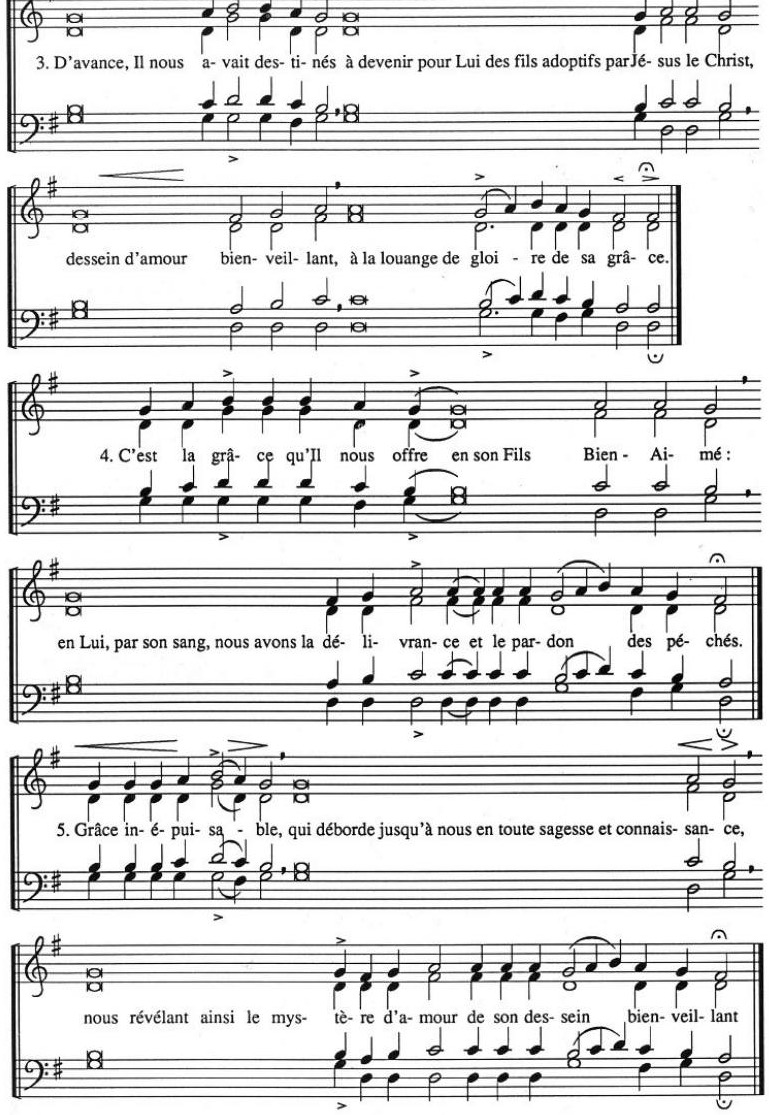 3. D'avance, Il nous a- vait des- ti- nés à devenir pour Lui des fils adoptifs par Jé- sus le Christ,
dessein d'amour bien- veil- lant, à la louange de gloi - re de sa grâ- ce.
4. C'est la grâ- ce qu'Il nous offre en son Fils Bien - Ai- mé :
en Lui, par son sang, nous avons la dé- li- vran- ce et le par- don des pé- chés.
5. Grâce in- é- pui- sa - ble, qui déborde jusqu'à nous en toute sagesse et connais- san- ce,
nous révélant ainsi le mys- tè- re d'a- mour de son des- sein bien- veil- lant